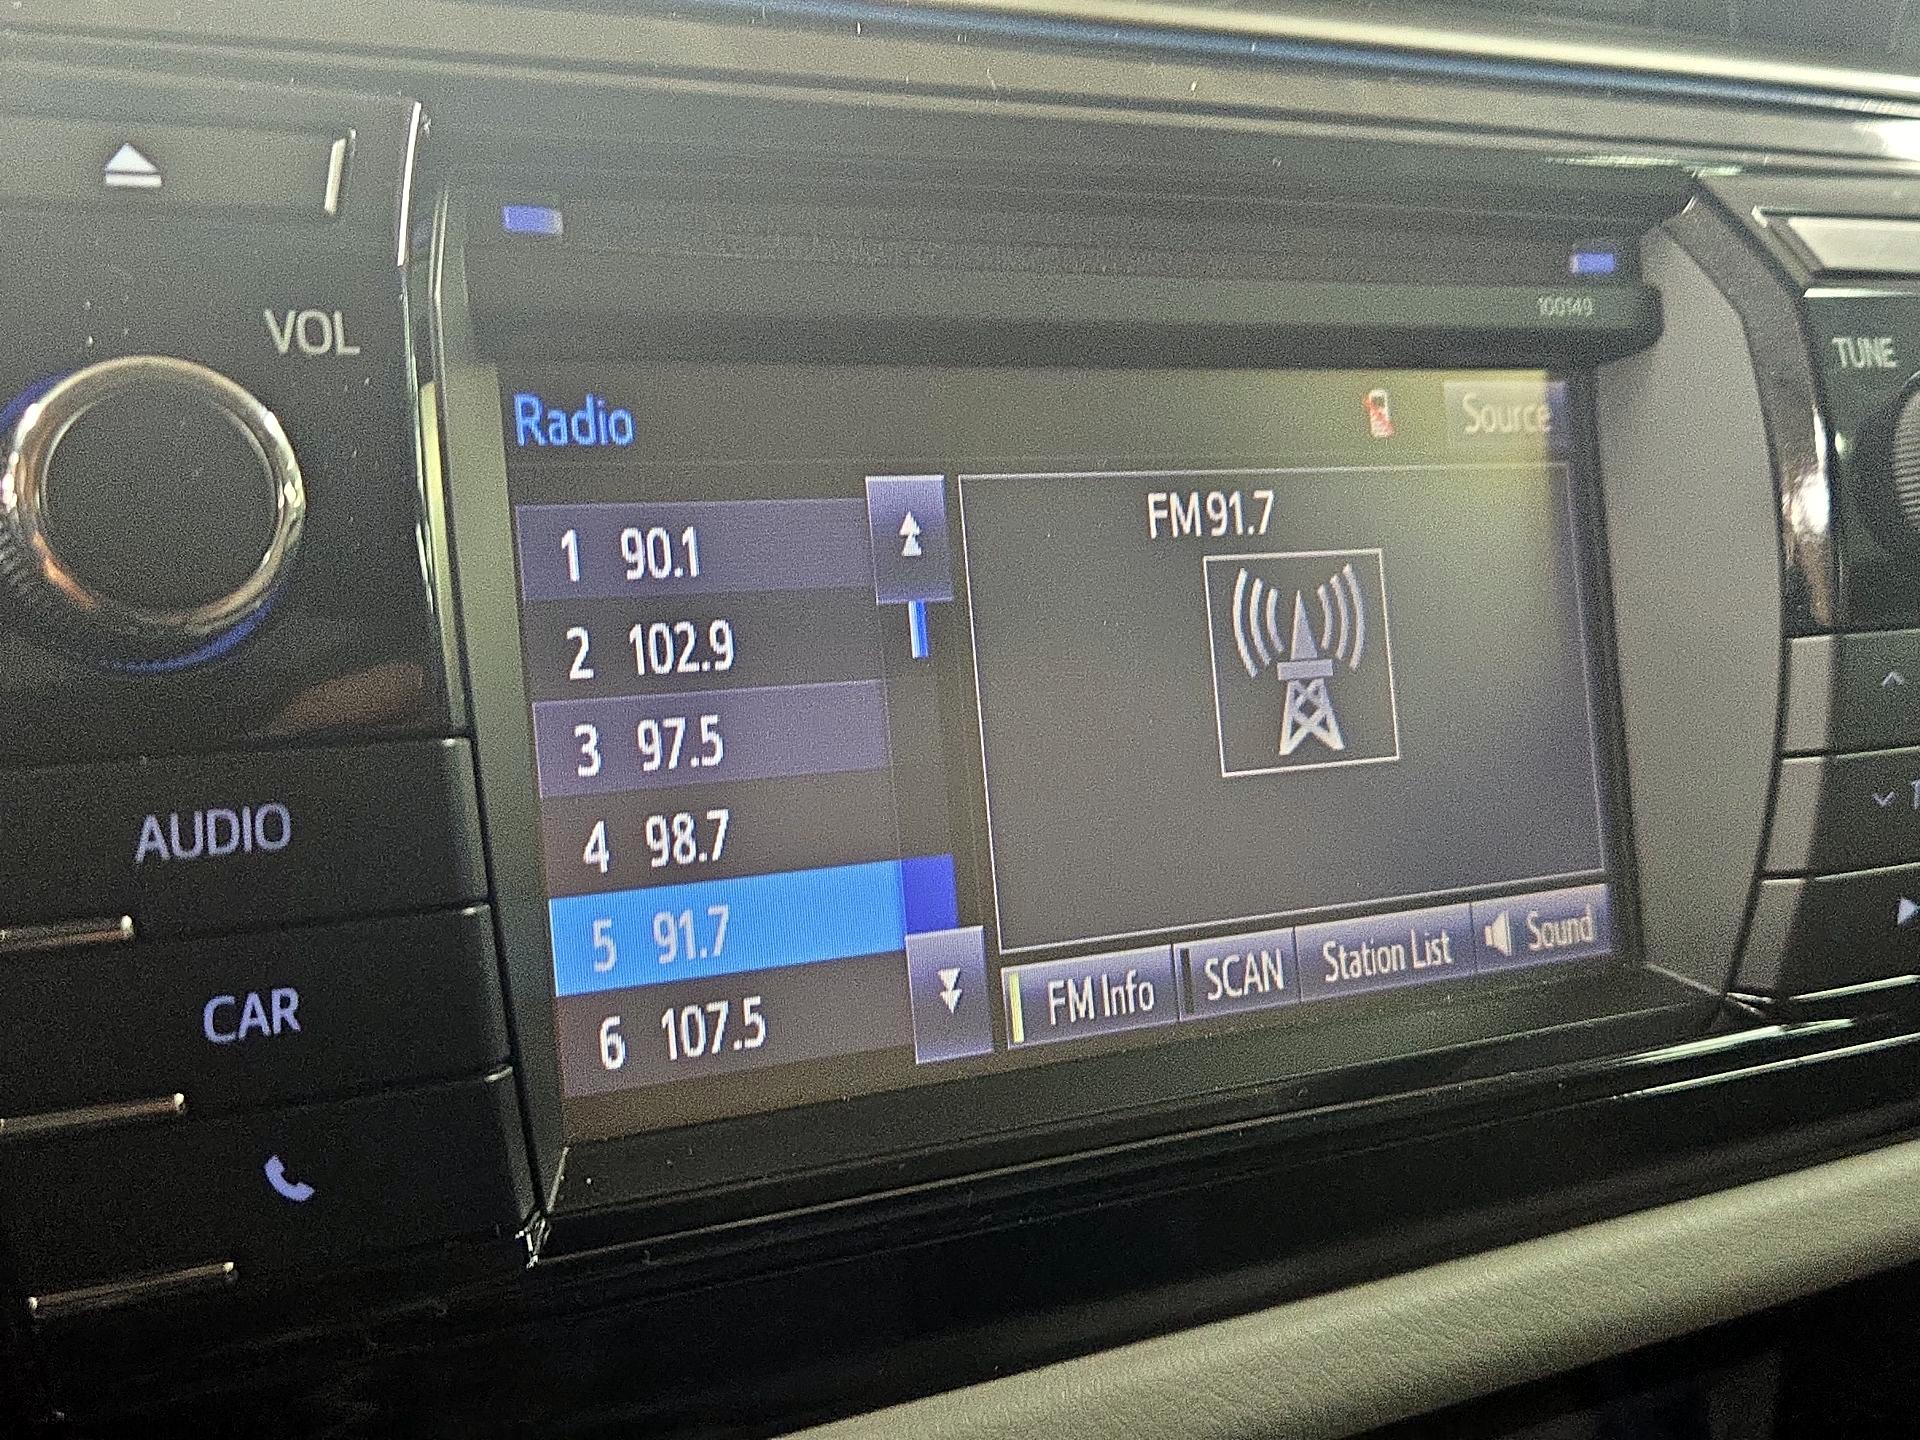 VOL
100149
TUNE
Radio
Source
1 90.1
2 102.9
3 97.5
4 98.7
5 91.7
6 107.5
FM 91.7
FM Info
SCAN
Station List
Sound
AUDIO
CAR